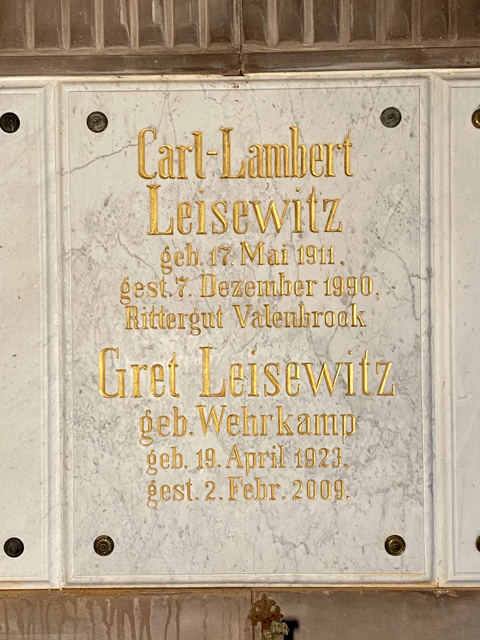 Carl-Lambert
Leisewitz
geb. 17. Mai 1911,
gest. 7. Dezember 1990,
Rittergut Valenbrook
Gret Leisewitz
geb. Wehrkamp
geb. 19. April 1923,
gest. 2. Febr. 2009.